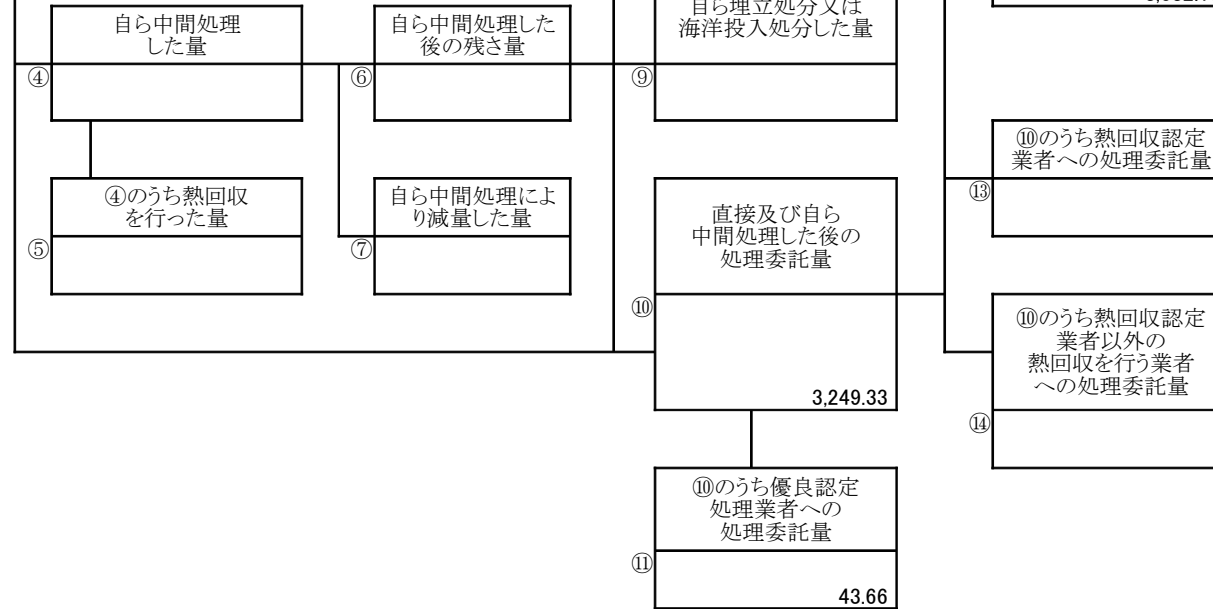 自ら中間処理
した量
④
自ら中間処理した
後の残さ量
⑥
自ら埋立処分又は
海洋投入処分した量
⑨
⑩のうち熱回収認定
業者への処理委託量
⑬
④のうち熱回収
を行った量
⑤
自ら中間処理によ
り減量した量
⑦
直接及び自ら
中間処理した後の
処理委託量
⑩
3,249.33
⑩のうち熱回収認定
業者以外の
熱回収を行う業者
への処理委託量
⑭
⑩のうち優良認定
処理業者への
処理委託量
⑪
43.66